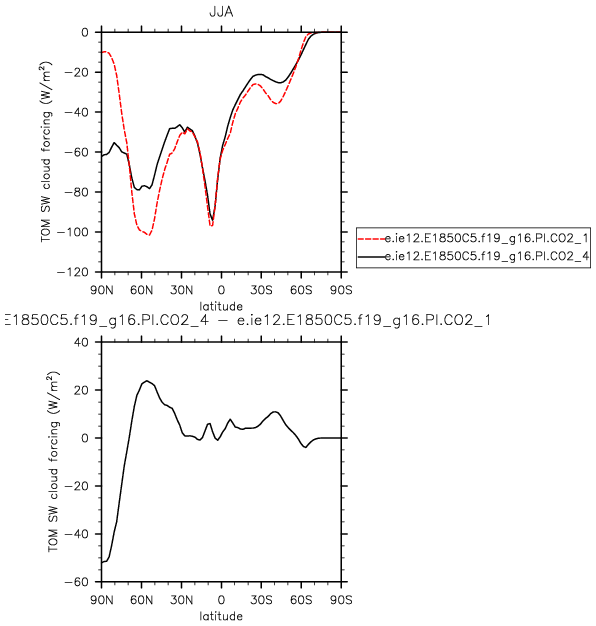 JJA
0
−20
−40
−60
−80
−100
−120
TOM SW cloud forcing (W/m²)
90N 60N 30N 0 30S 60S 90S
latitude
e.ie12.E1850C5.f19_g16.PI.CO2_1
e.ie12.E1850C5.f19_g16.PI.CO2_4
E1850C5.f19_g16.PI.CO2_4 − e.ie12.E1850C5.f19_g16.PI.CO2_1
40
20
0
−20
−40
−60
TOM SW cloud forcing (W/m²)
90N 60N 30N 0 30S 60S 90S
latitude